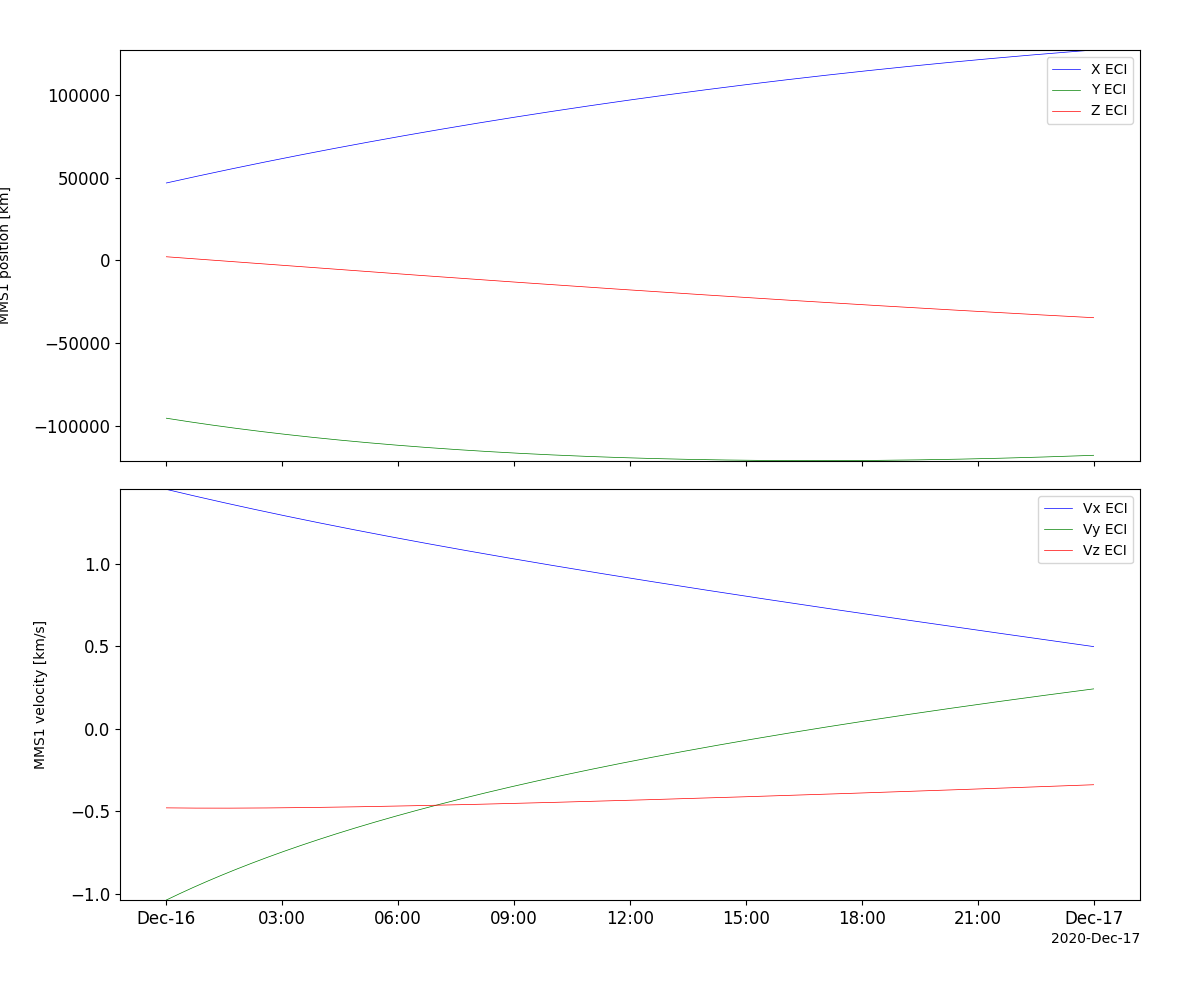 100000
50000
0
−50000
−100000
MMS1 position [km]
X ECI
Y ECI
Z ECI
1.0
0.5
0.0
−0.5
−1.0
MMS1 velocity [km/s]
Vx ECI
Vy ECI
Vz ECI
Dec-16 03:00 06:00 09:00 12:00 15:00 18:00 21:00 Dec-17
2020-Dec-17